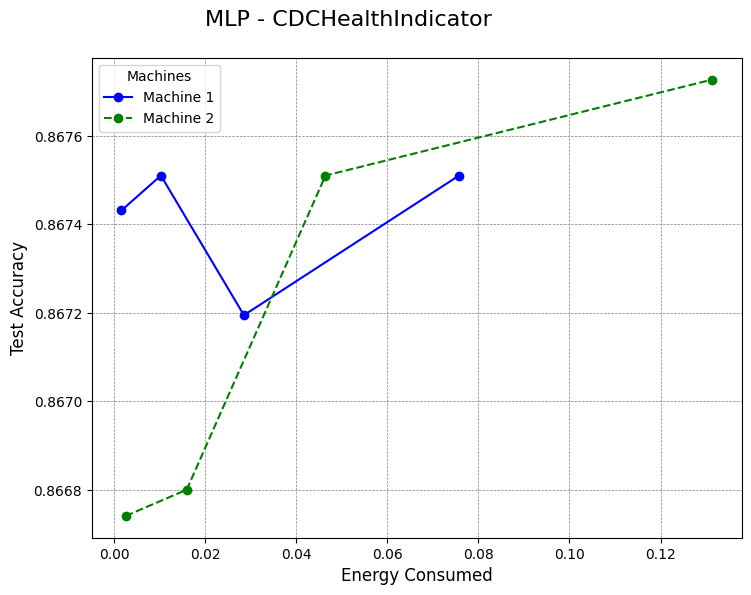 MLP - CDCHealthIndicator
Machines
Machine 1
Machine 2
0.8676
0.8674
0.8672
0.8670
0.8668
Test Accuracy
0.00 0.02 0.04 0.06 0.08 0.10 0.12
Energy Consumed